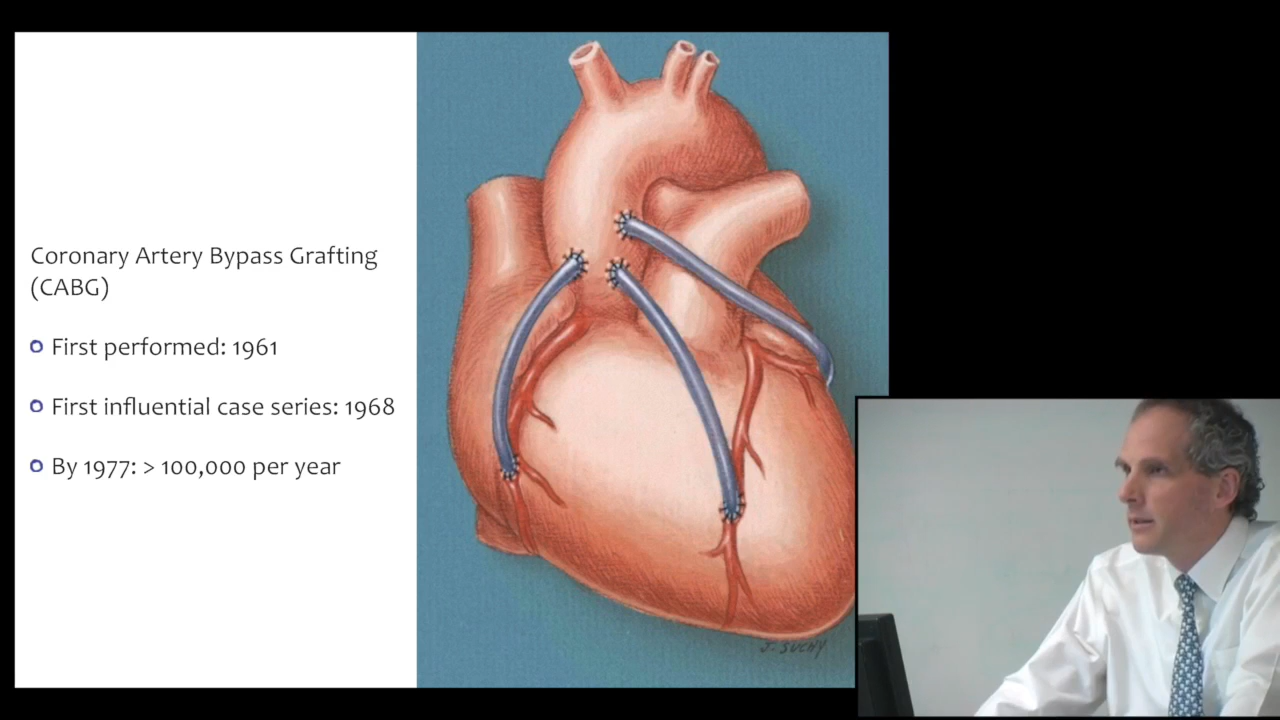 Coronary Artery Bypass Grafting
(CABG)
First performed: 1961
First influential case series: 1968
By 1977: > 100,000 per year
J. SUCHY